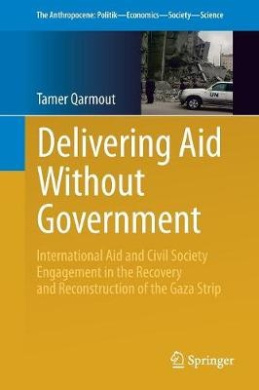 The Anthropocene: Politik—Economics—Society—Science
Tamer Qarmout
Delivering Aid
Without
Government
International Aid and Civil Society
Engagement in the Recovery
and Reconstruction of the Gaza Strip
Springer